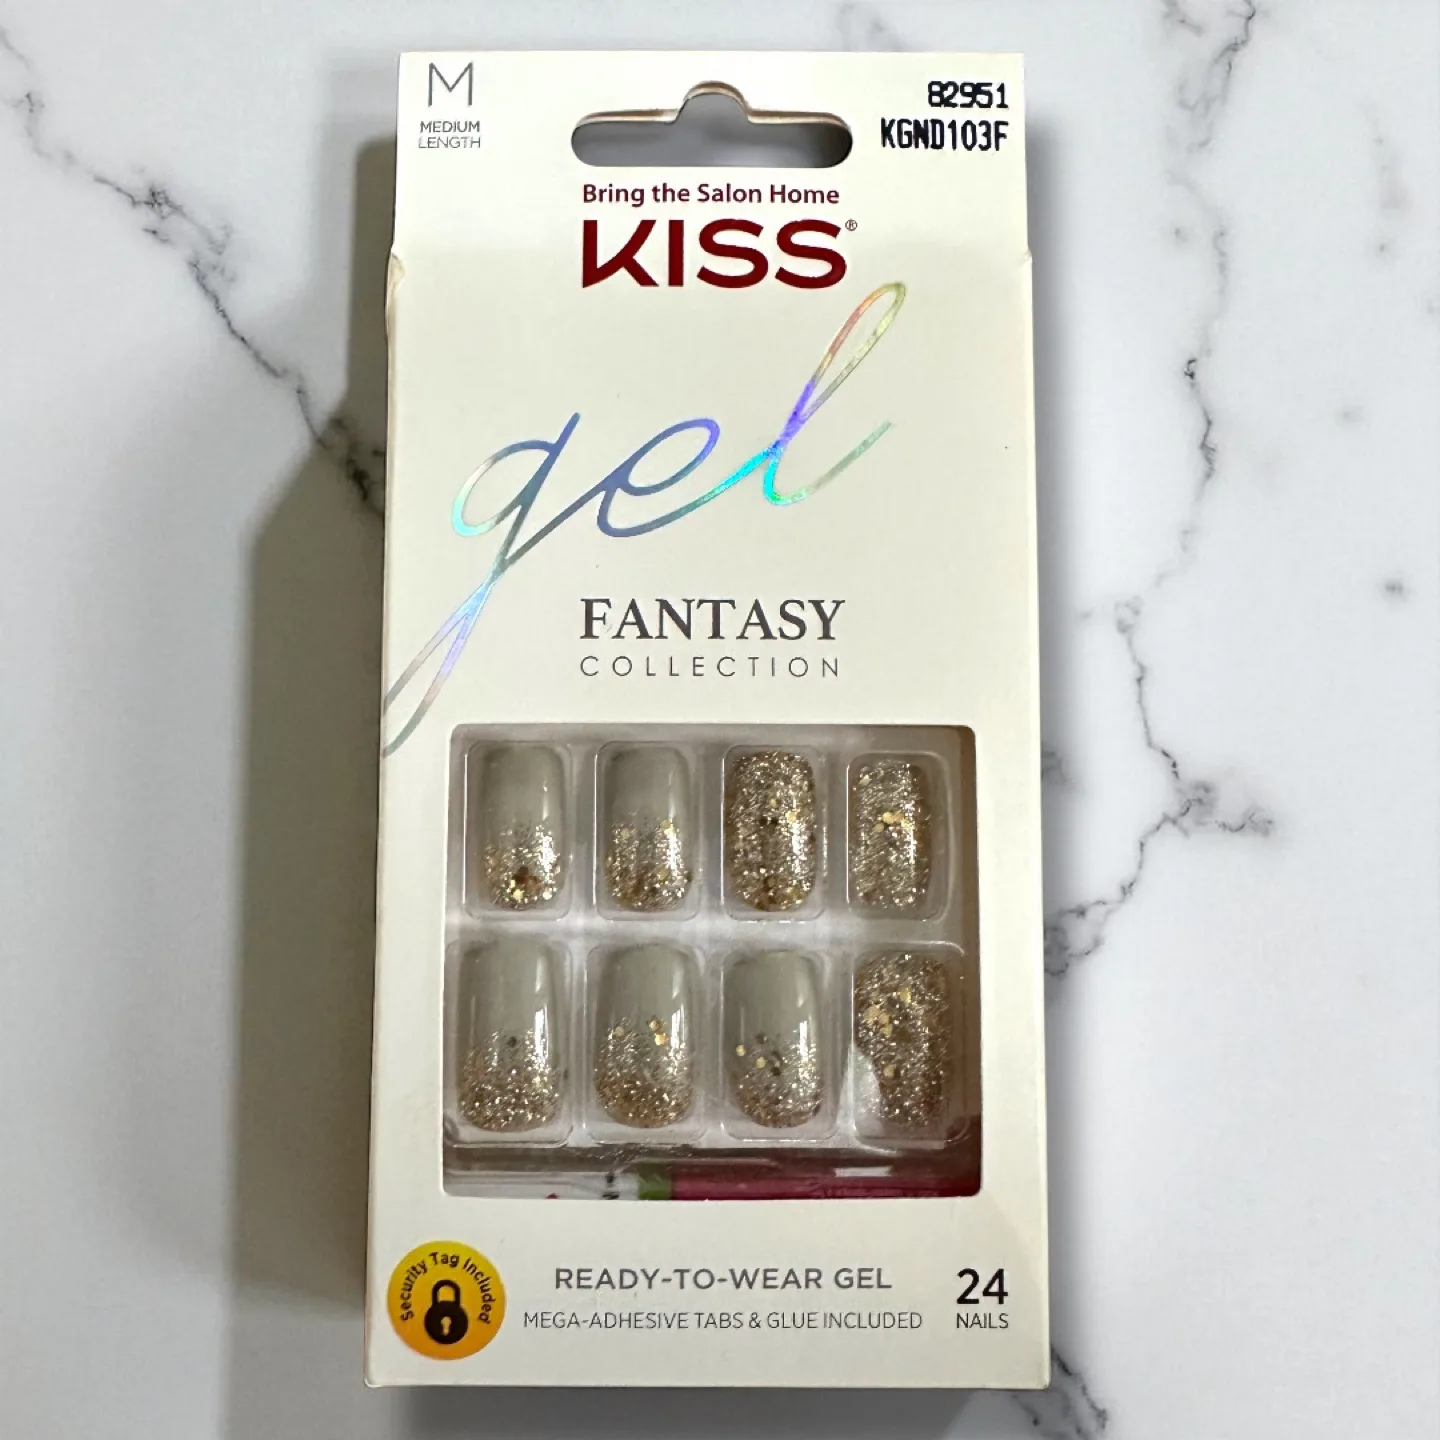 M
MEDIUM
LENGTH
82951
KGND103F
Bring the Salon Home
KISS®
gel
FANTASY
COLLECTION
Security Tag Included
READY-TO-WEAR GEL
MEGA-ADHESIVE TABS & GLUE INCLUDED
24
NAILS